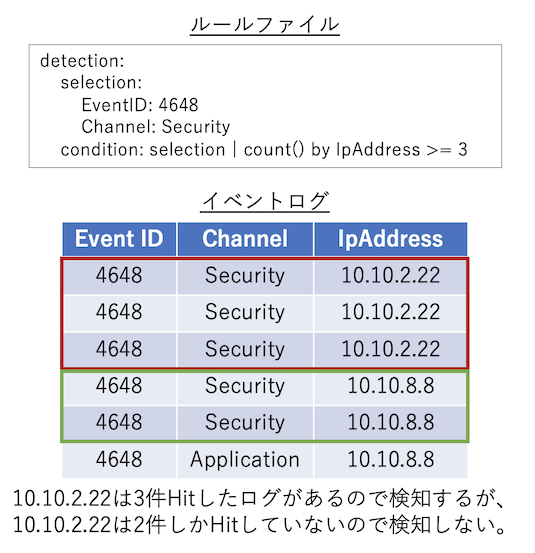 ルールファイル
detection:
selection:
EventID: 4648
Channel: Security
condition: selection | count() by IpAddress >= 3
イベントログ
Event ID Channel IpAddress
4648 Security 10.10.2.22
4648 Security 10.10.2.22
4648 Security 10.10.2.22
4648 Security 10.10.8.8
4648 Security 10.10.8.8
4648 Application 10.10.8.8
10.10.2.22は3件Hitしたログがあるので検知するが、
10.10.2.22は2件しかHitしていないので検知しない。